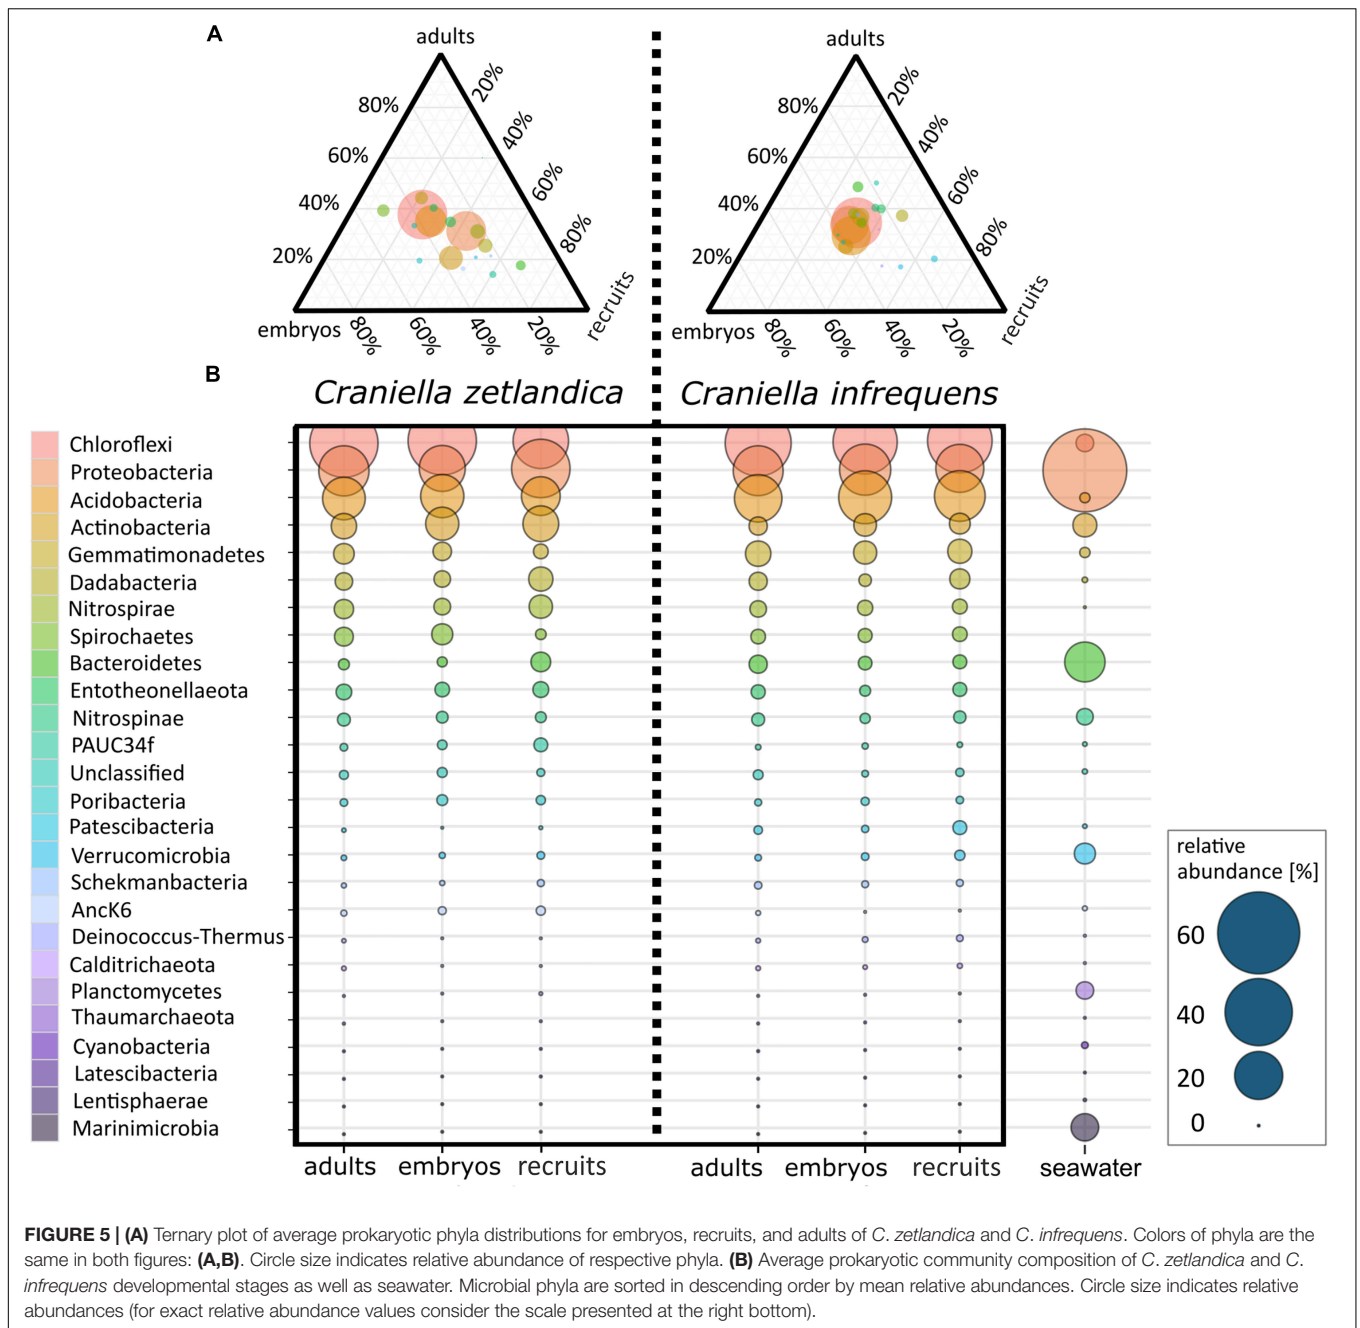 A
adults
20%
80%
40%
60%
60%
40%
80%
20%
embryos
80%
60%
40%
20%
recruits
adults
20%
80%
40%
60%
60%
40%
80%
20%
embryos
80%
60%
40%
20%
recruits
B
Craniella zetlandica
Craniella infrequens
Chloroflexi
Proteobacteria
Acidobacteria
Actinobacteria
Gemmatimonadetes
Dadabacteria
Nitrospirae
Spirochaetes
Bacteroidetes
Entotheonellaeota
Nitrospinae
PAUC34f
Unclassified
Poribacteria
Patescibacteria
Verrucomicrobia
Schekmanbacteria
AncK6
Deinococcus-Thermus
Calditrichaeota
Planctomycetes
Thaumarchaeota
Cyanobacteria
Latescibacteria
Lentisphaerae
Marinimicrobia
relative
abundance [%]
60
40
20
0
adults embryos recruits adults embryos recruits seawater
FIGURE 5 | (A) Ternary plot of average prokaryotic phyla distributions for embryos, recruits, and adults of C. zetlandica and C. infrequens. Colors of phyla are the
same in both figures: (A,B). Circle size indicates relative abundance of respective phyla. (B) Average prokaryotic community composition of C. zetlandica and C.
infrequens developmental stages as well as seawater. Microbial phyla are sorted in descending order by mean relative abundances. Circle size indicates relative
abundances (for exact relative abundance values consider the scale presented at the right bottom).